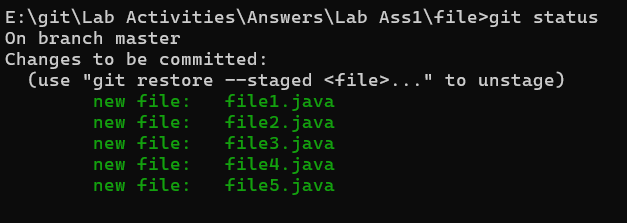 E:\git\Lab Activities\Answers\Lab Ass1\file>git status
On branch master
Changes to be committed:
  (use "git restore --staged <file>..." to unstage)
        new file:   file1.java
        new file:   file2.java
        new file:   file3.java
        new file:   file4.java
        new file:   file5.java